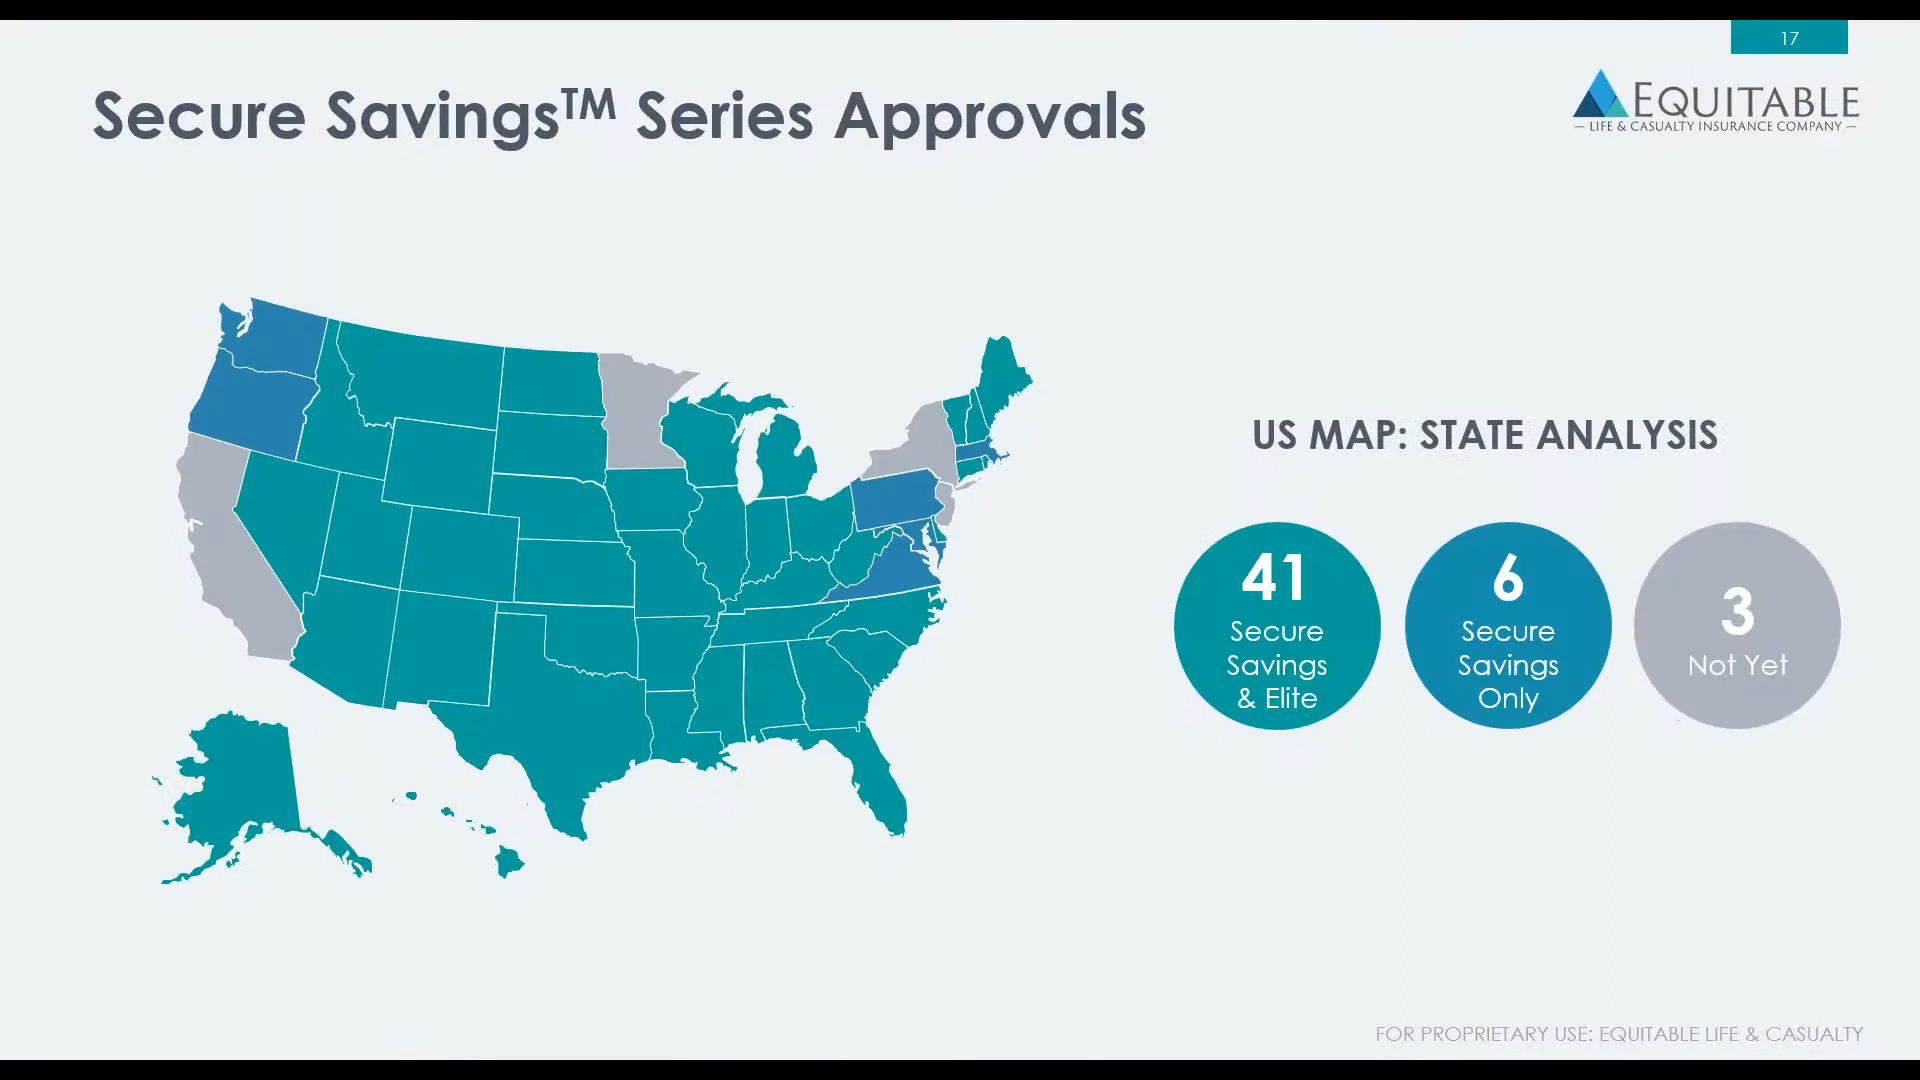 17
EQUITABLE
— LIFE & CASUALTY INSURANCE COMPANY —
Secure Savings™ Series Approvals
US MAP: STATE ANALYSIS
41
Secure
Savings
& Elite
6
Secure
Savings
Only
3
Not Yet
FOR PROPRIETARY USE: EQUITABLE LIFE & CASUALTY